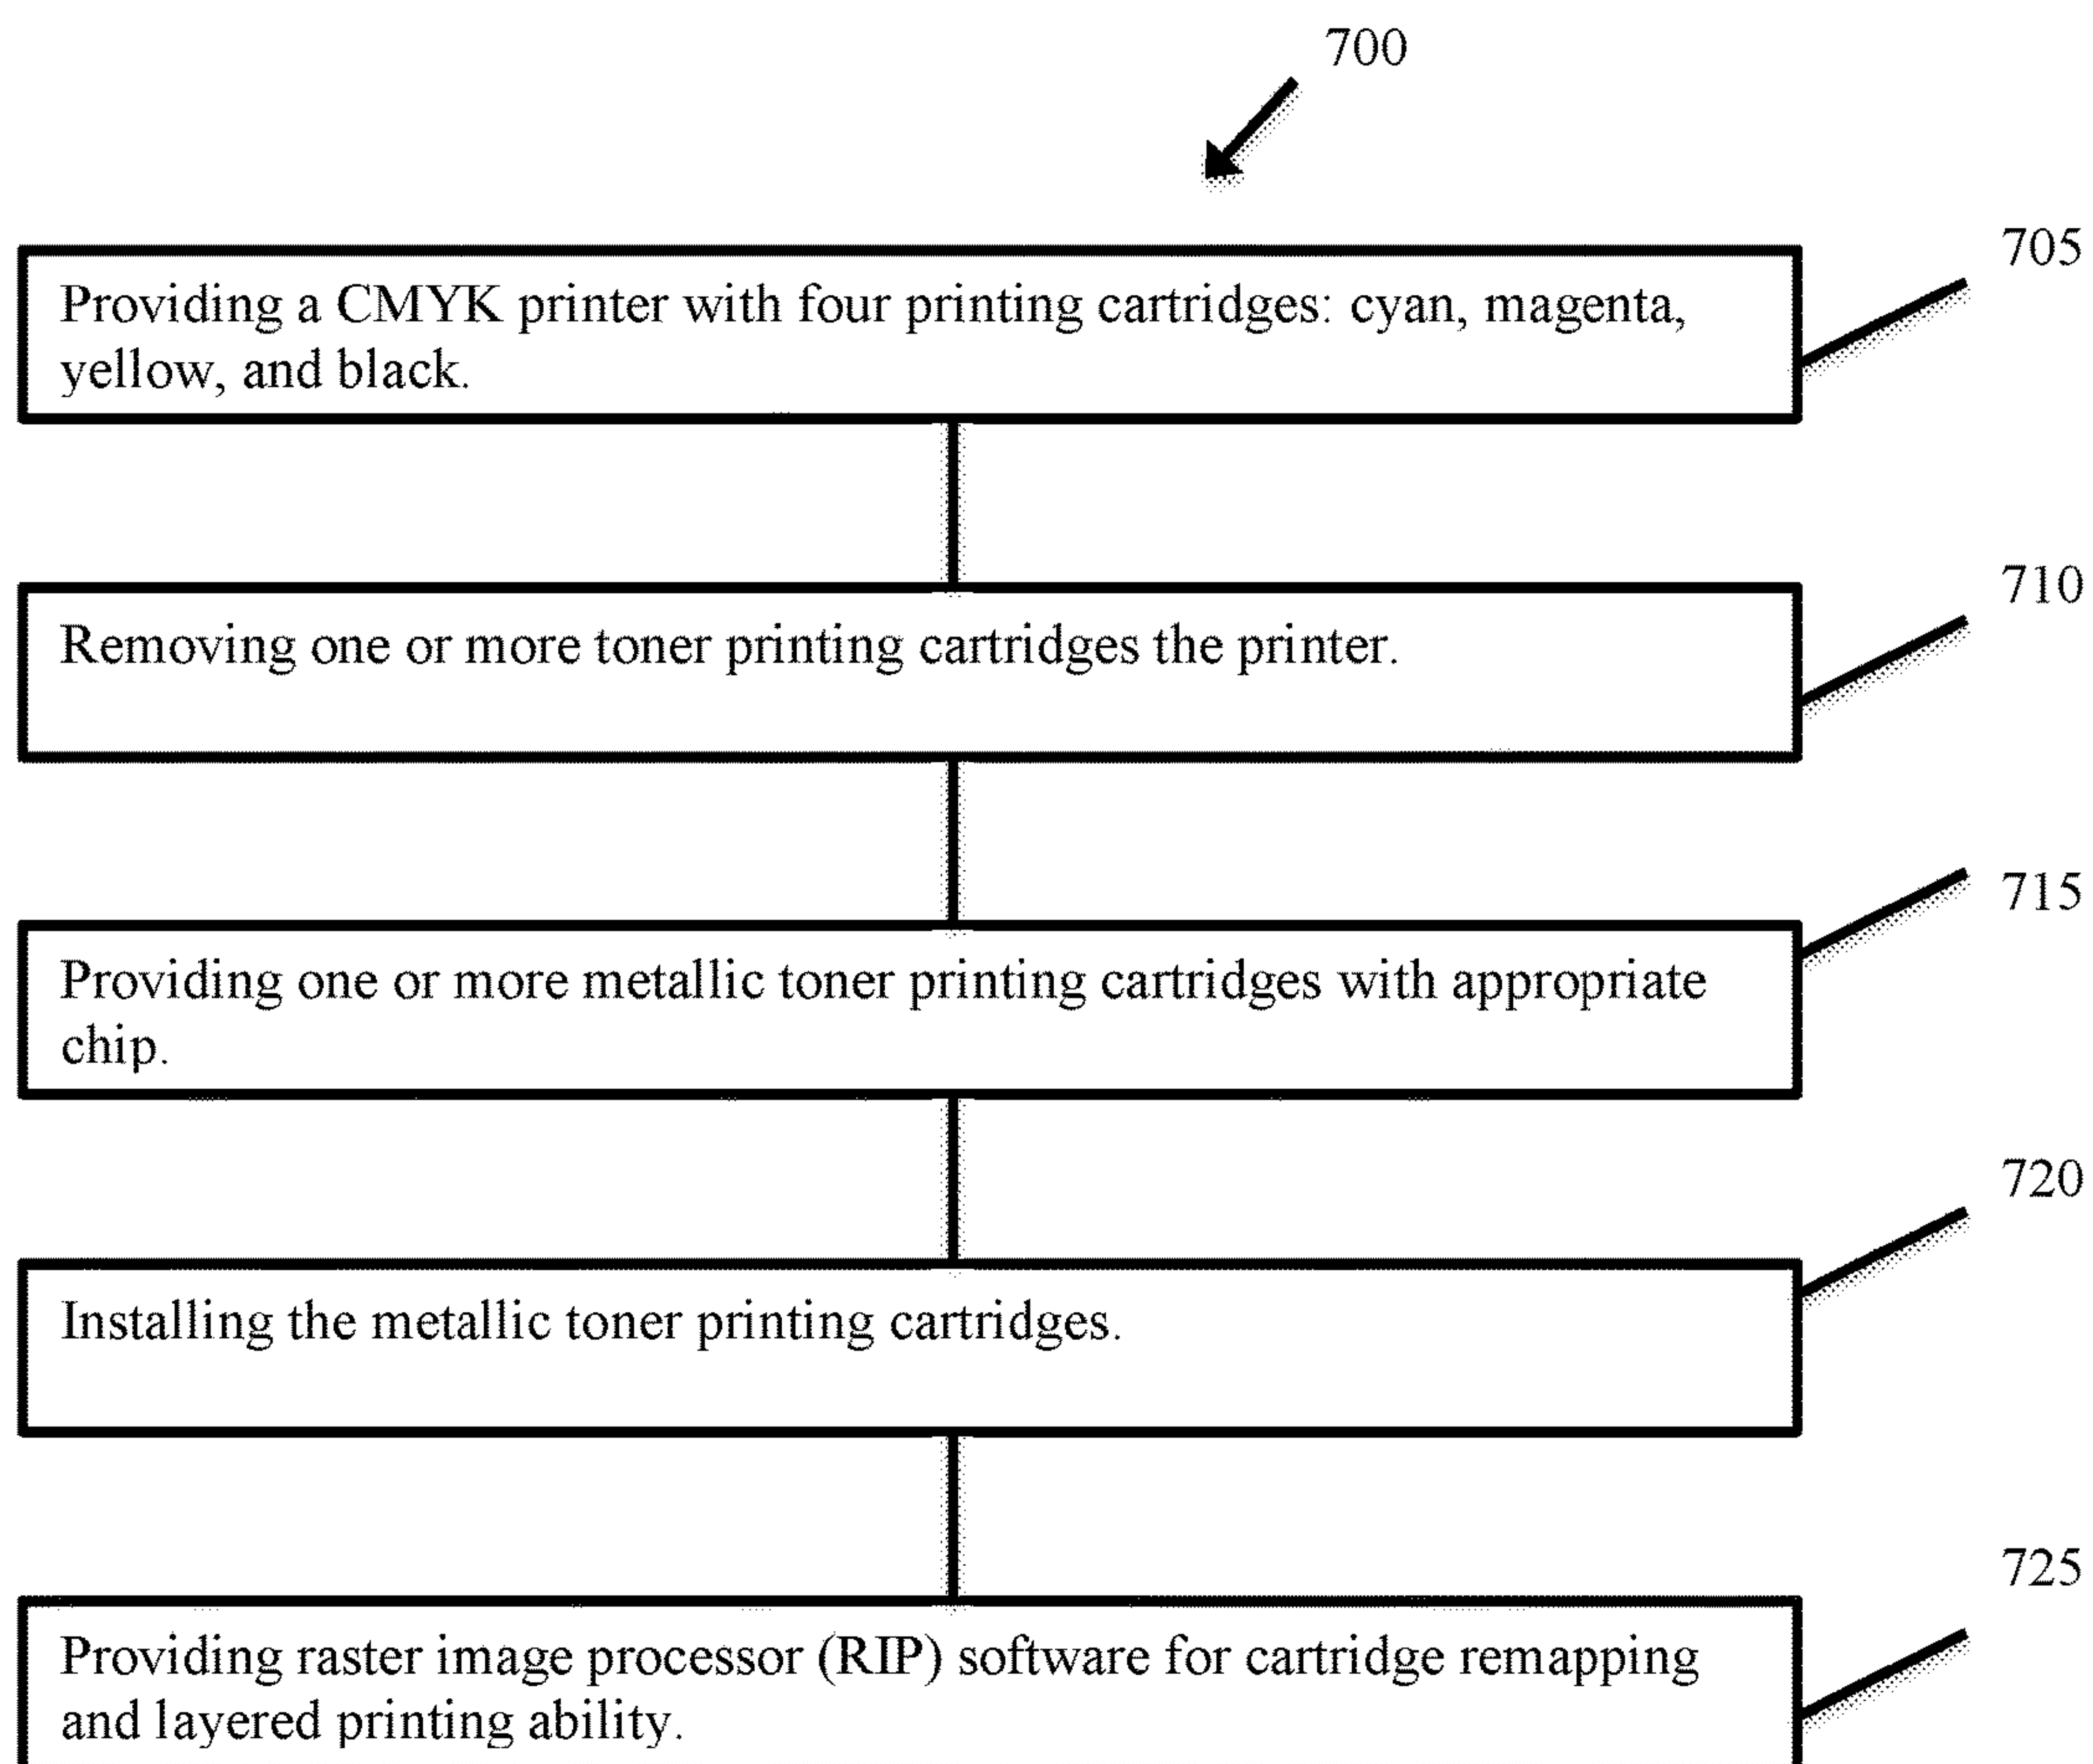 700
705
Providing a CMYK printer with four printing cartridges: cyan, magenta,
yellow, and black.
710
Removing one or more toner printing cartridges the printer.
715
Providing one or more metallic toner printing cartridges with appropriate
chip.
720
Installing the metallic toner printing cartridges.
725
Providing raster image processor (RIP) software for cartridge remapping
and layered printing ability.